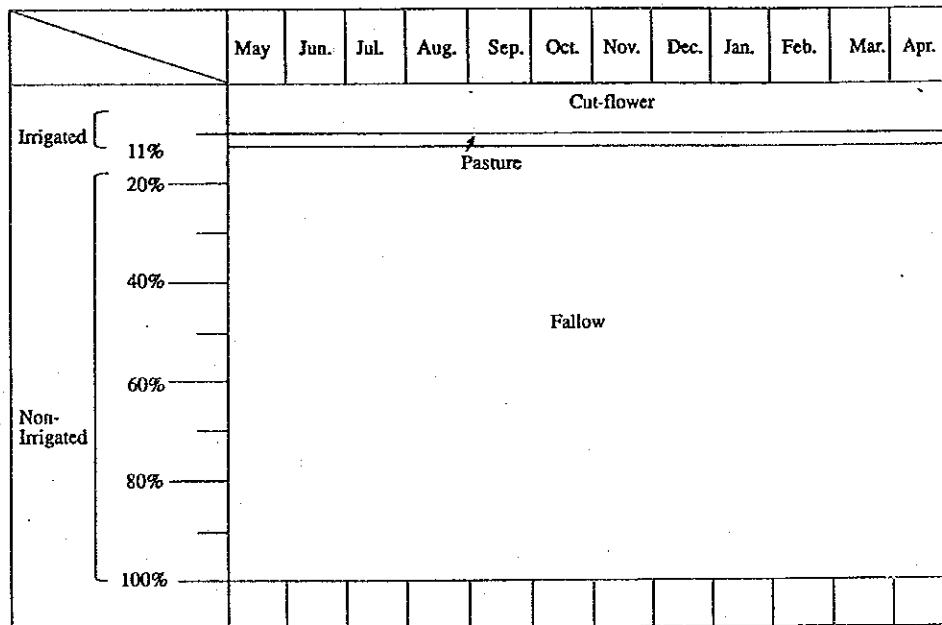 May Jun. Jul. Aug. Sep. Oct. Nov. Dec. Jan. Feb. Mar. Apr.
Cut-flower
Irrigated
11%
Pasture
20%
40%
Fallow
60%
Non-
Irrigated
80%
100%